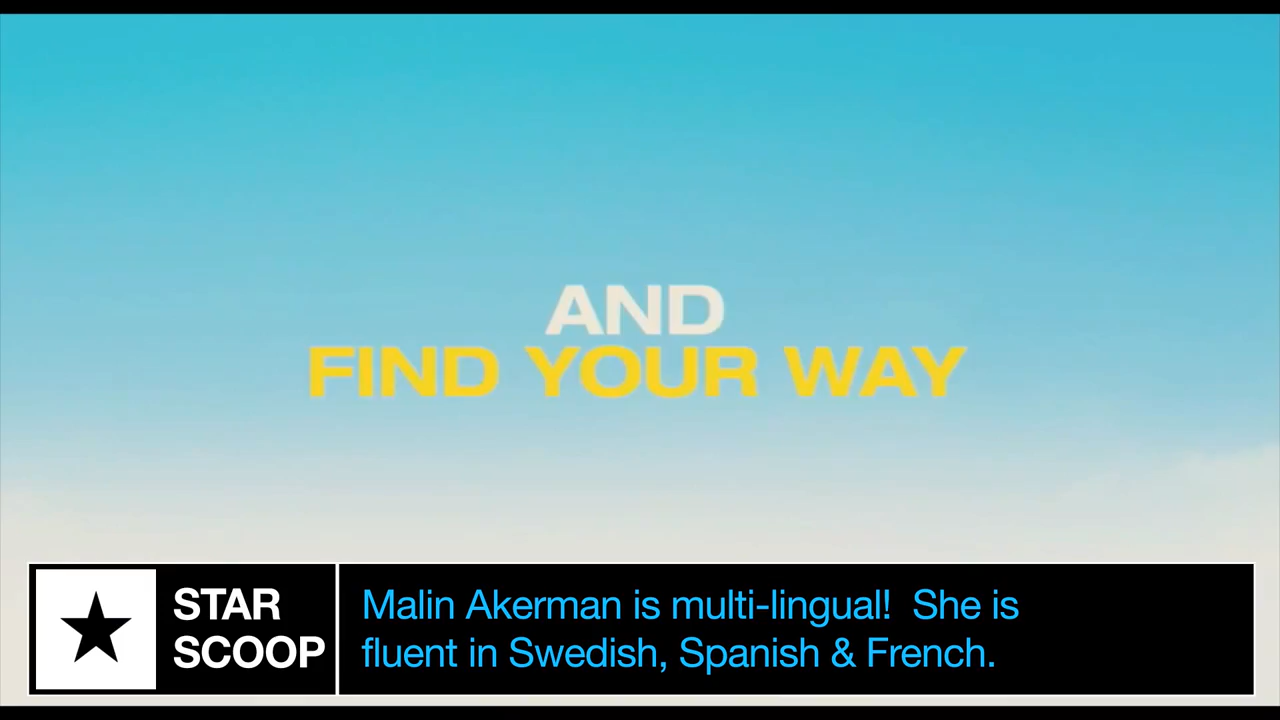 AND
FIND YOUR WAY
STAR
SCOOP
Malin Akerman is multi-lingual!  She is
fluent in Swedish, Spanish & French.